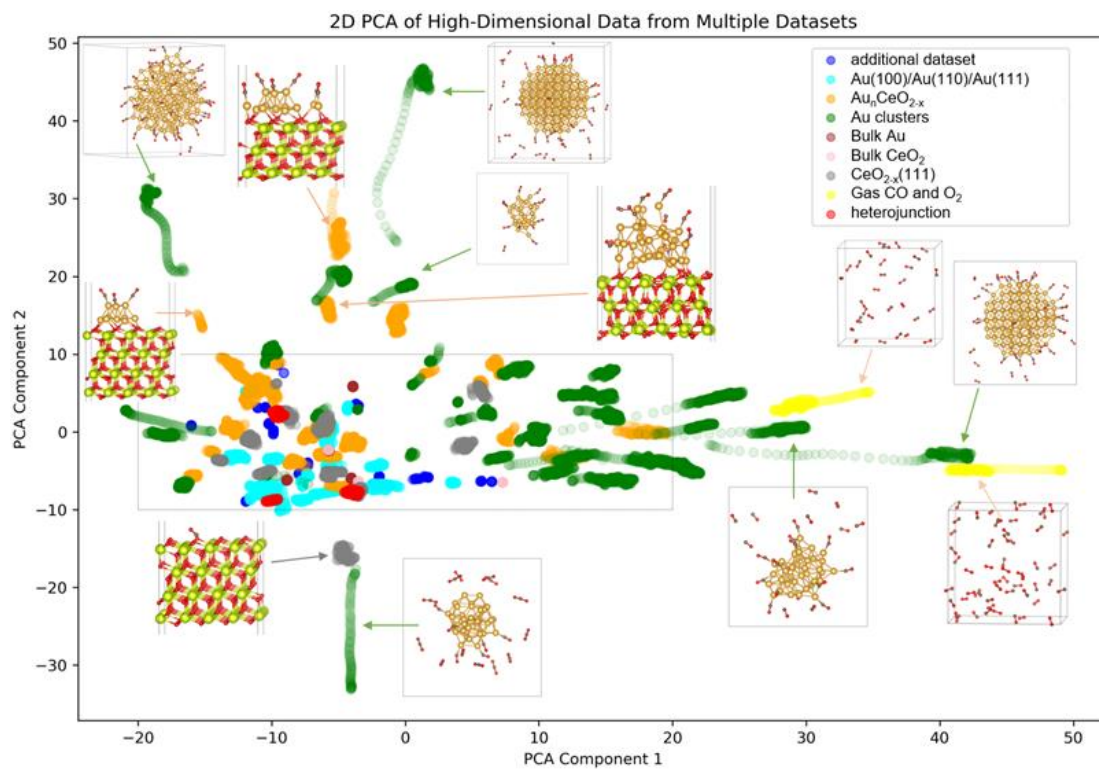 2D PCA of High-Dimensional Data from Multiple Datasets
additional dataset
Au(100)/Au(110)/Au(111)
AuₙCeO₂₋ₓ
Au clusters
Bulk Au
Bulk CeO₂
CeO₂₋ₓ(111)
Gas CO and O₂
heterojunction
PCA Component 2
50
40
30
20
10
0
−10
−20
−30
−20
−10
0
10
20
30
40
50
PCA Component 1